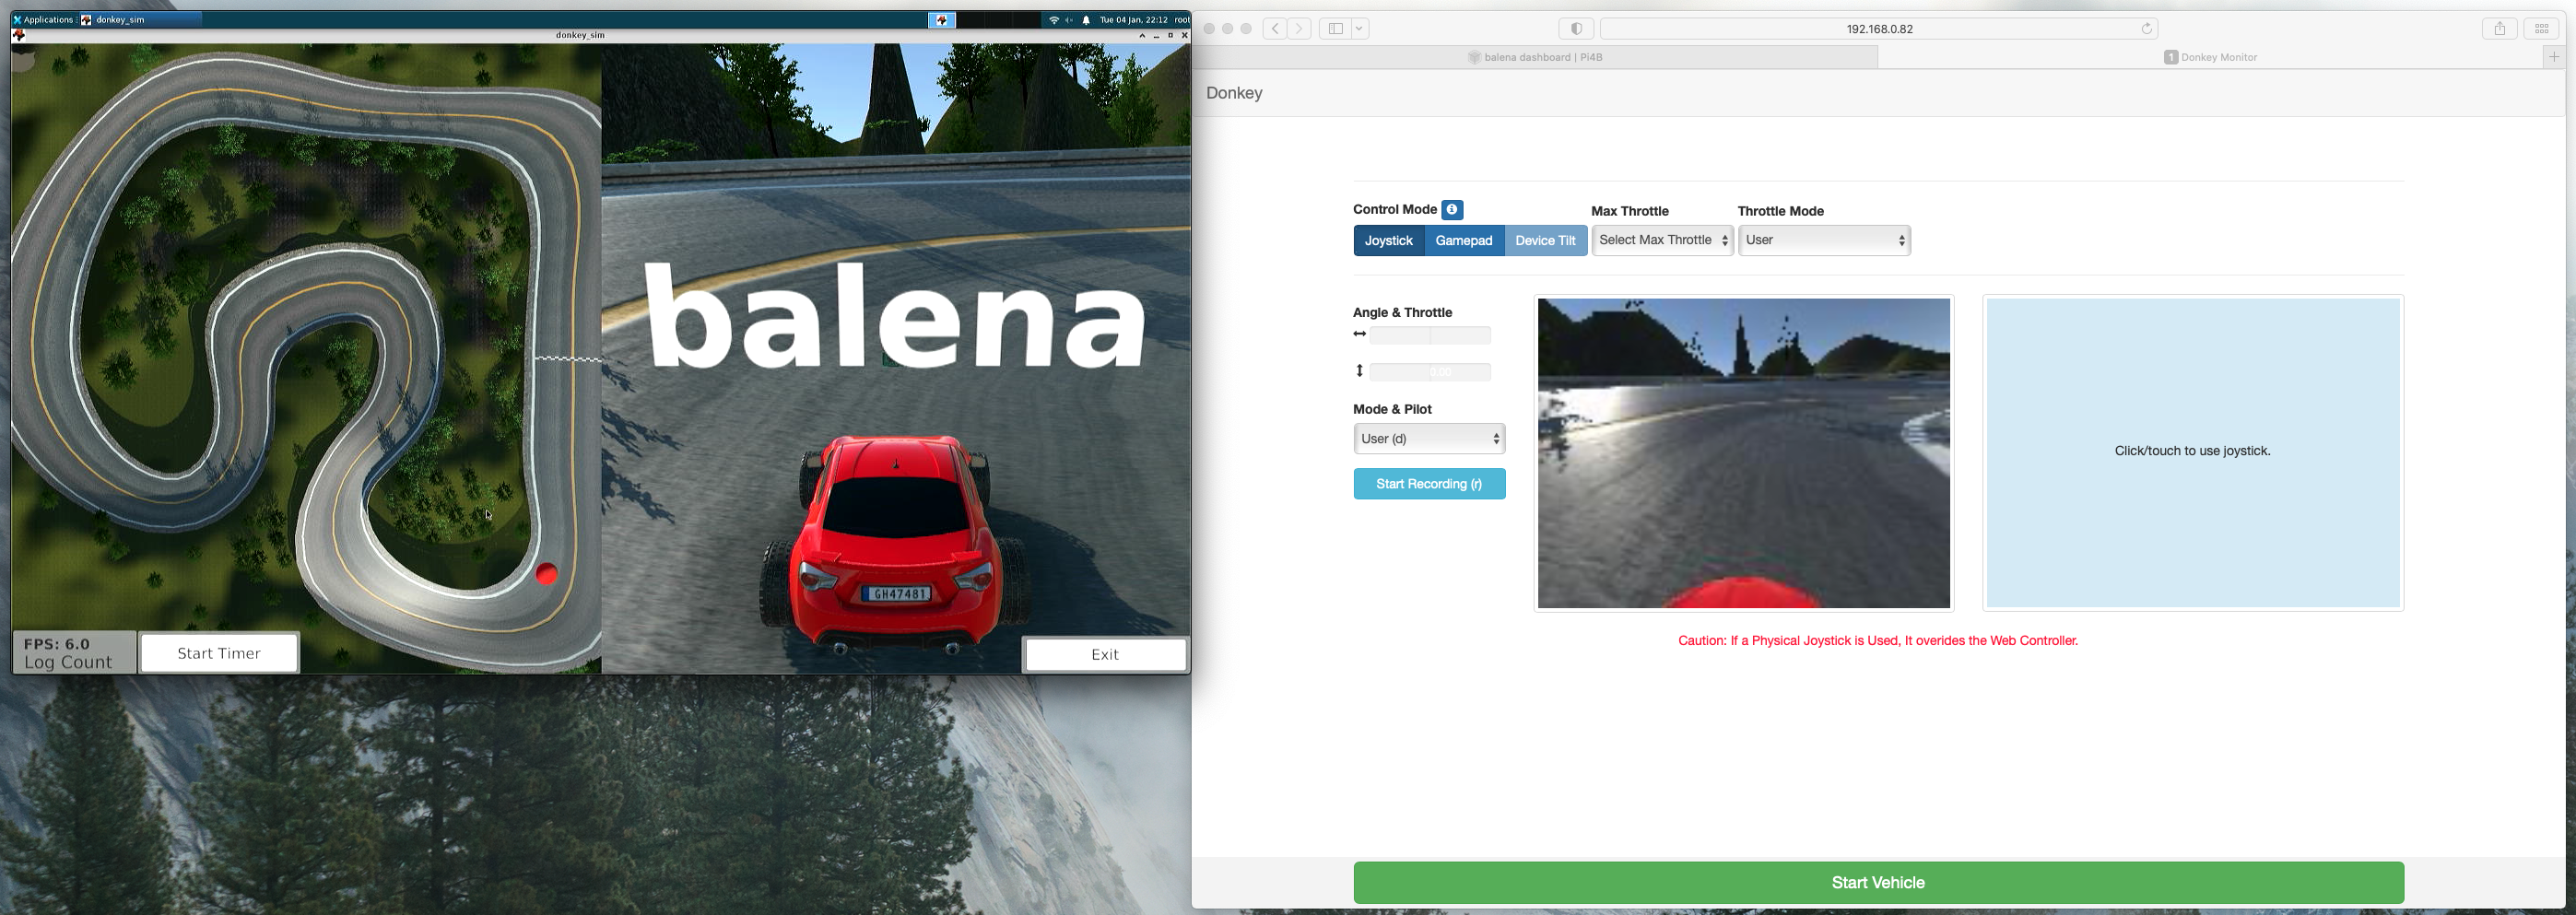 Applications : donkey_sim
Tue 04 Jan, 22:12 root
donkey_sim
balena
GH47481
FPS: 6.0
Log Count
Start Timer
Exit
192.168.0.82
balena dashboard | Pi4B
1 Donkey Monitor
Donkey
Control Mode
Max Throttle
Throttle Mode
Joystick
Gamepad
Device Tilt
Select Max Throttle
User
Angle & Throttle
0.00
Mode & Pilot
User (d)
Start Recording (r)
Click/touch to use joystick.
Caution: If a Physical Joystick is Used, It overides the Web Controller.
Start Vehicle